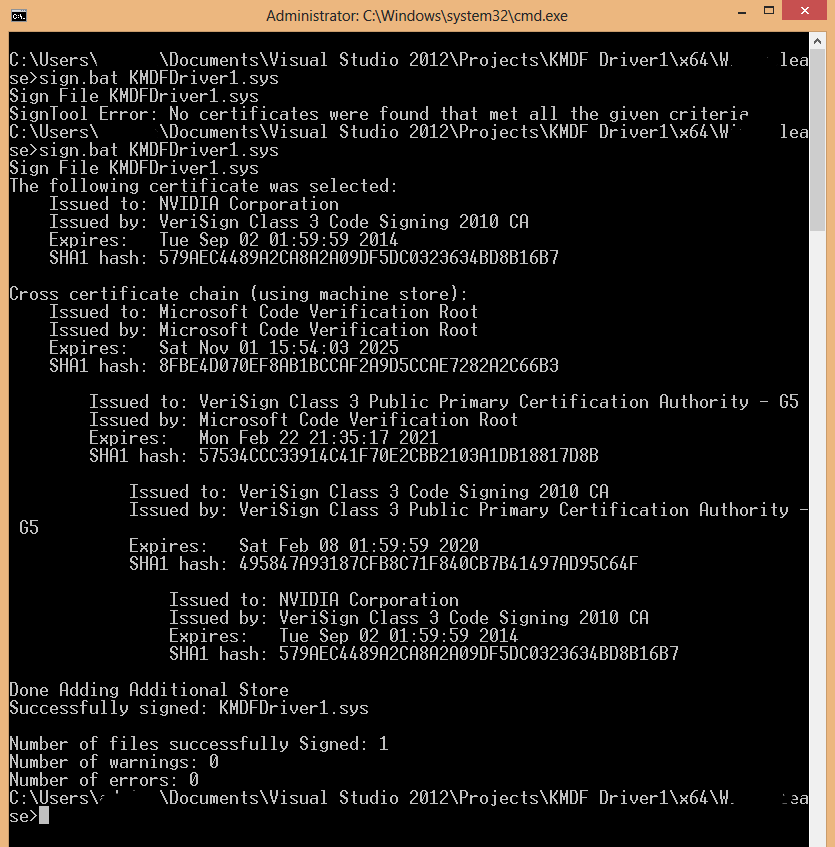 Administrator: C:\Windows\system32\cmd.exe
C:\Users\ \Documents\Visual Studio 2012\Projects\KMDF Driver1\x64\W lea
se>sign.bat KMDFDriver1.sys
Sign File KMDFDriver1.sys
SignTool Error: No certificates were found that met all the given criteria
C:\Users\ \Documents\Visual Studio 2012\Projects\KMDF Driver1\x64\W lea
se>sign.bat KMDFDriver1.sys
Sign File KMDFDriver1.sys
The following certificate was selected:
Issued to: NVIDIA Corporation
Issued by: VeriSign Class 3 Code Signing 2010 CA
Expires: Tue Sep 02 01:59:59 2014
SHA1 hash: 579AEC4489A2CA8A2A09DF5DC0323634BD8B16B7
Cross certificate chain (using machine store):
Issued to: Microsoft Code Verification Root
Issued by: Microsoft Code Verification Root
Expires: Sat Nov 01 15:54:03 2025
SHA1 hash: 8FBE4D070EF8AB1BCCAF2A9D5CCAE7282A2C66B3
Issued to: VeriSign Class 3 Public Primary Certification Authority - G5
Issued by: Microsoft Code Verification Root
Expires: Mon Feb 22 21:35:17 2021
SHA1 hash: 57534CCC33914C41F70E2CBB2103A1DB18817D8B
Issued to: VeriSign Class 3 Code Signing 2010 CA
Issued by: VeriSign Class 3 Public Primary Certification Authority -
G5
Expires: Sat Feb 08 01:59:59 2020
SHA1 hash: 495847A93187CFB8C71F840CB7B41497AD95C64F
Issued to: NVIDIA Corporation
Issued by: VeriSign Class 3 Code Signing 2010 CA
Expires: Tue Sep 02 01:59:59 2014
SHA1 hash: 579AEC4489A2CA8A2A09DF5DC0323634BD8B16B7
Done Adding Additional Store
Successfully signed: KMDFDriver1.sys
Number of files successfully Signed: 1
Number of warnings: 0
Number of errors: 0
C:\Users\ \Documents\Visual Studio 2012\Projects\KMDF Driver1\x64\W ea
se>